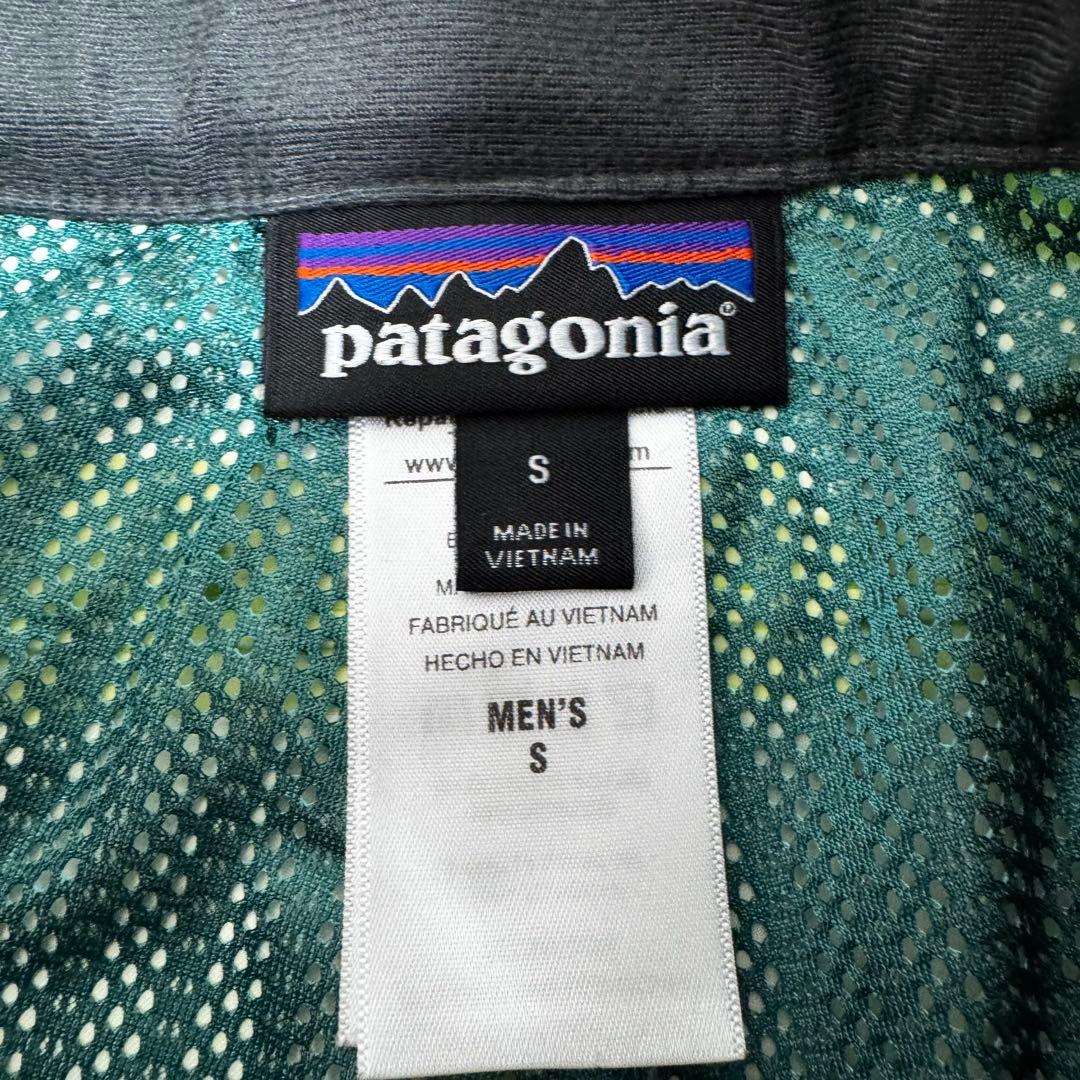 patagonia®
S
MADE IN
VIETNAM
FABRIQUÉ AU VIETNAM
HECHO EN VIETNAM
MEN'S
S